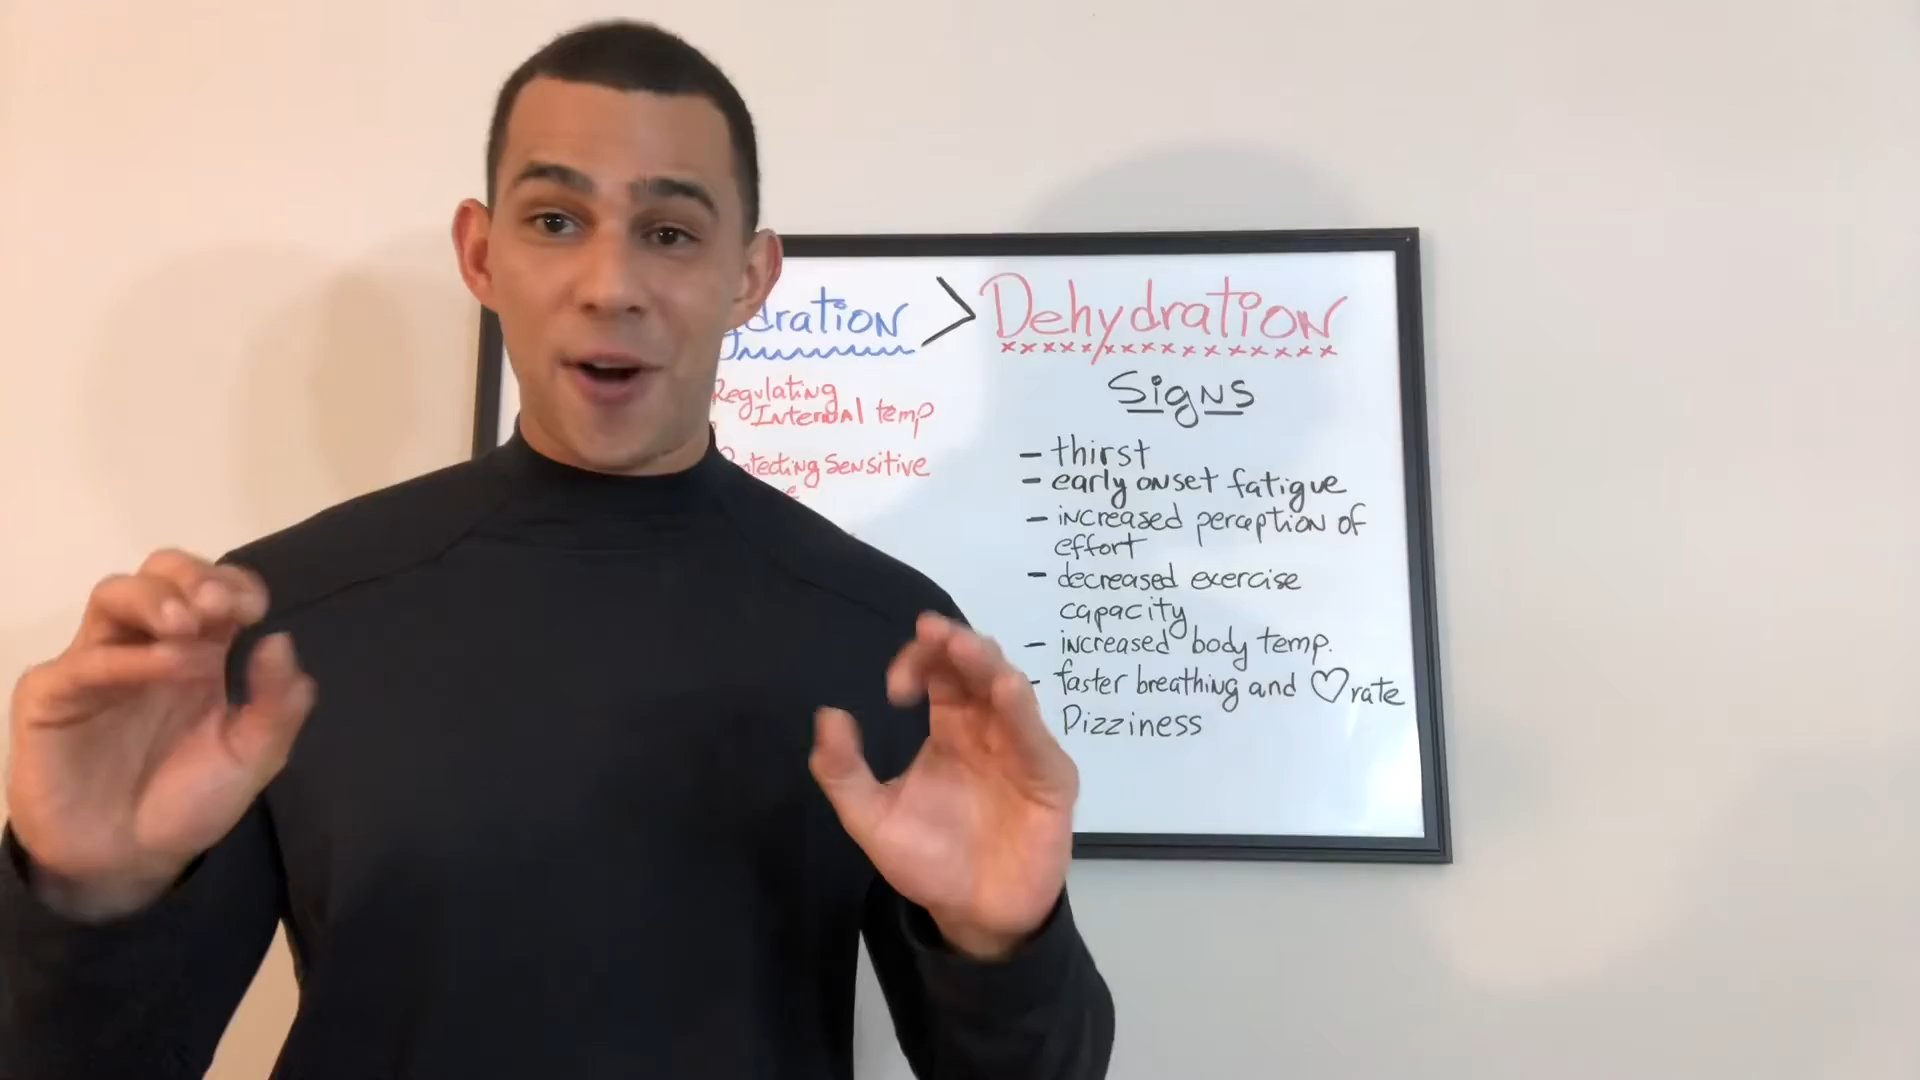 >
Dehydration
Signs
Regulating
Internal temp
Sensitive
- thirst
- early onset fatigue
- increased perception of
effort
- decreased exercise
capacity
- increased body temp.
- faster breathing and ♡rate
Dizziness